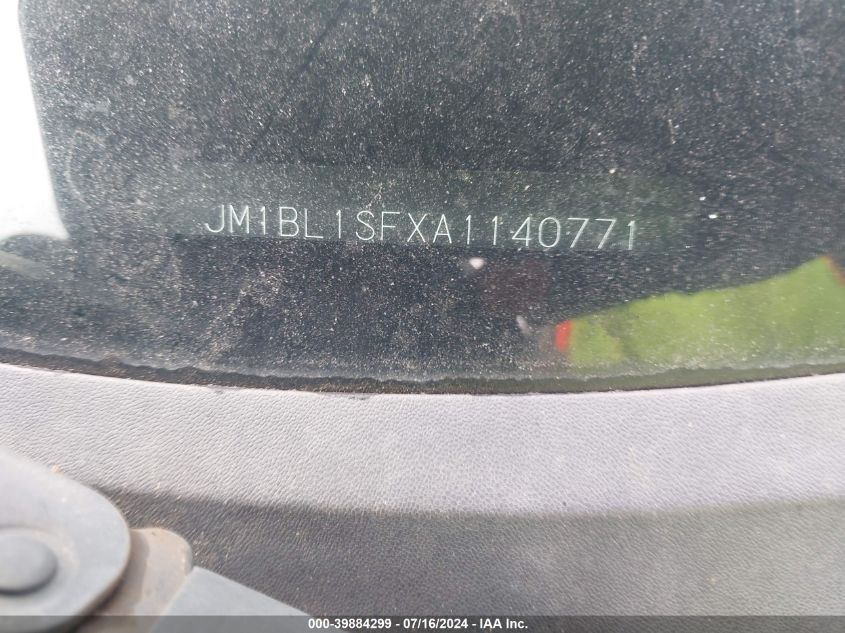 JM1BL1SFXA1140771
000-39884299 - 07/16/2024 - IAA Inc.